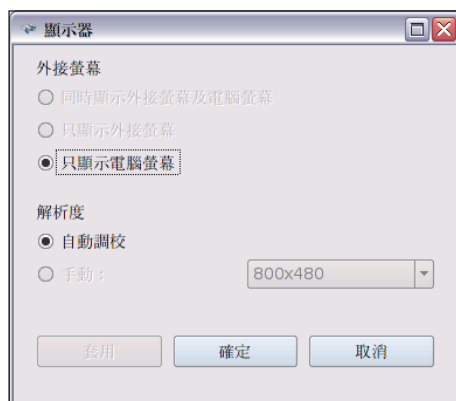 顯示器
外接螢幕
同時顯示外接螢幕及電腦螢幕
只顯示外接螢幕
只顯示電腦螢幕
解析度
自動調校
手動：
800x480
套用
確定
取消